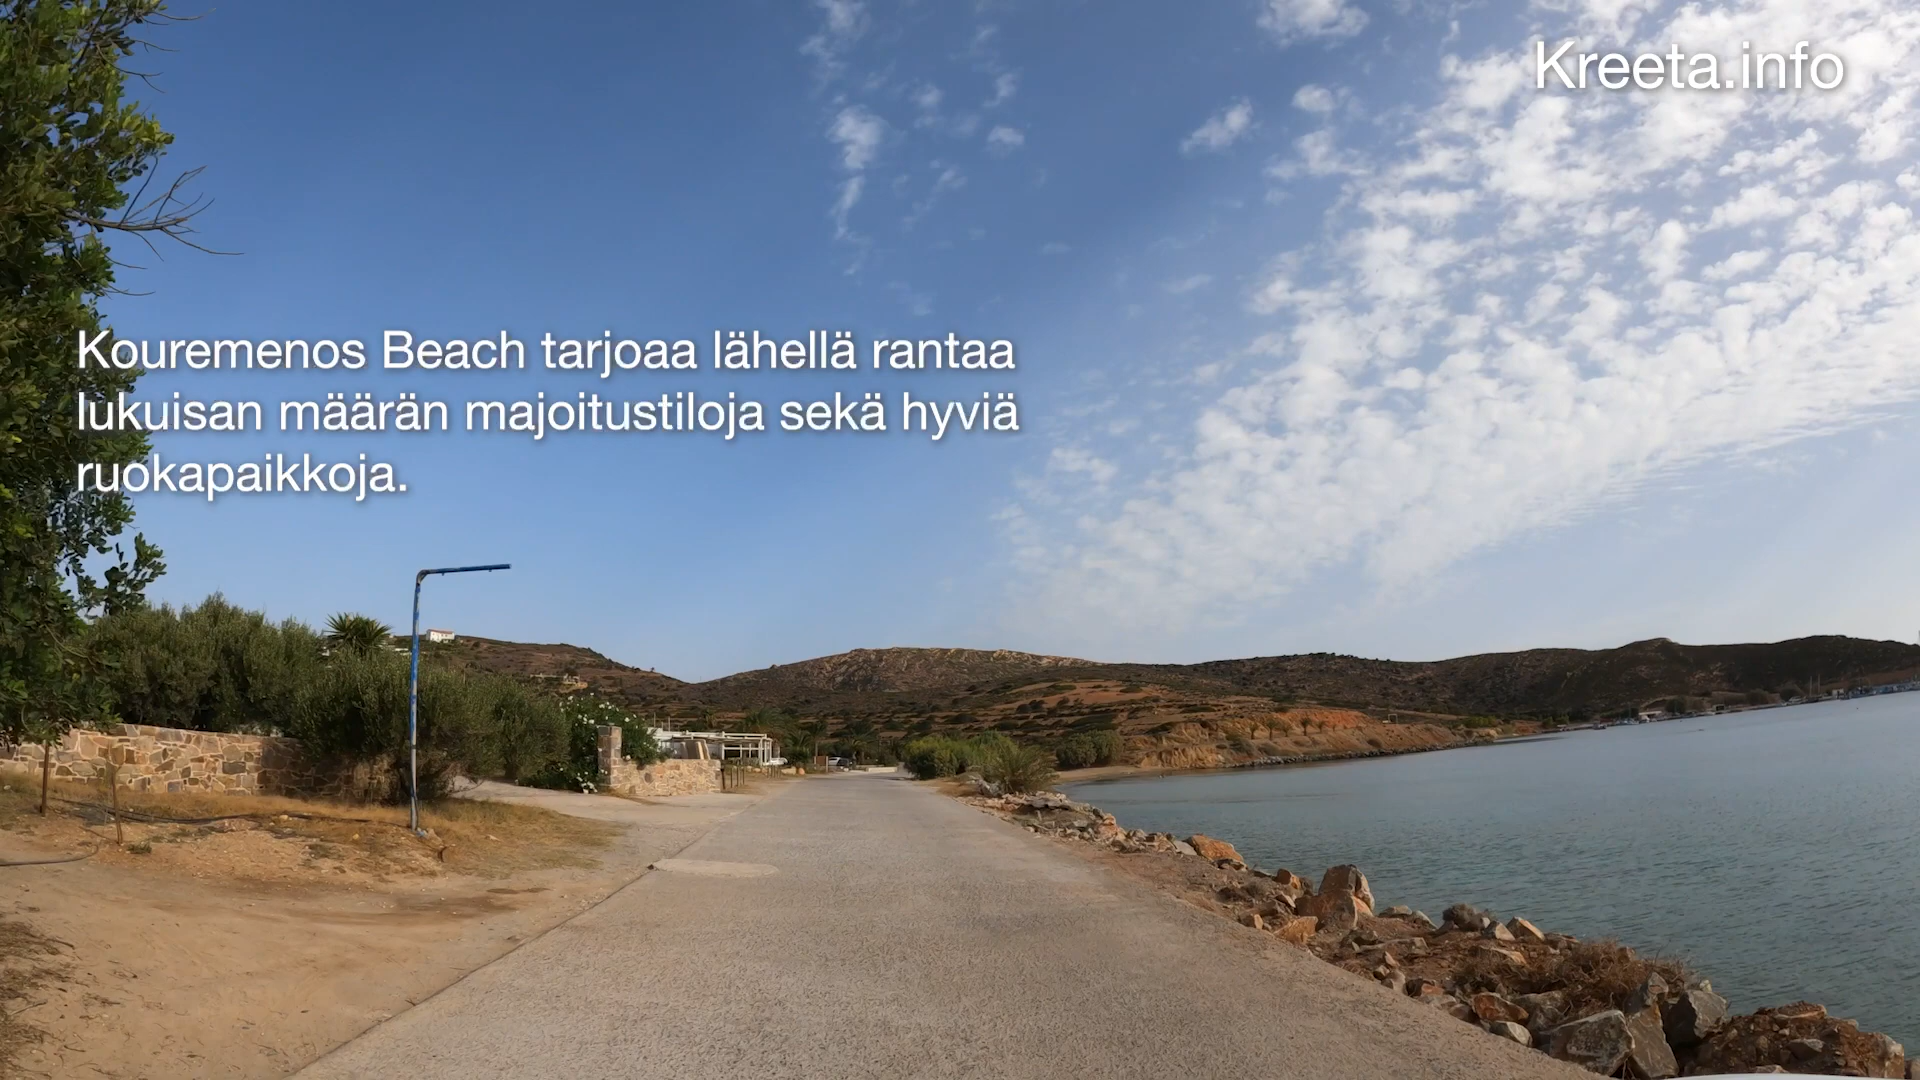 Kreeta.info
Kouremenos Beach tarjoaa lähellä rantaa
lukuisan määrän majoitustiloja sekä hyviä
ruokapaikkoja.